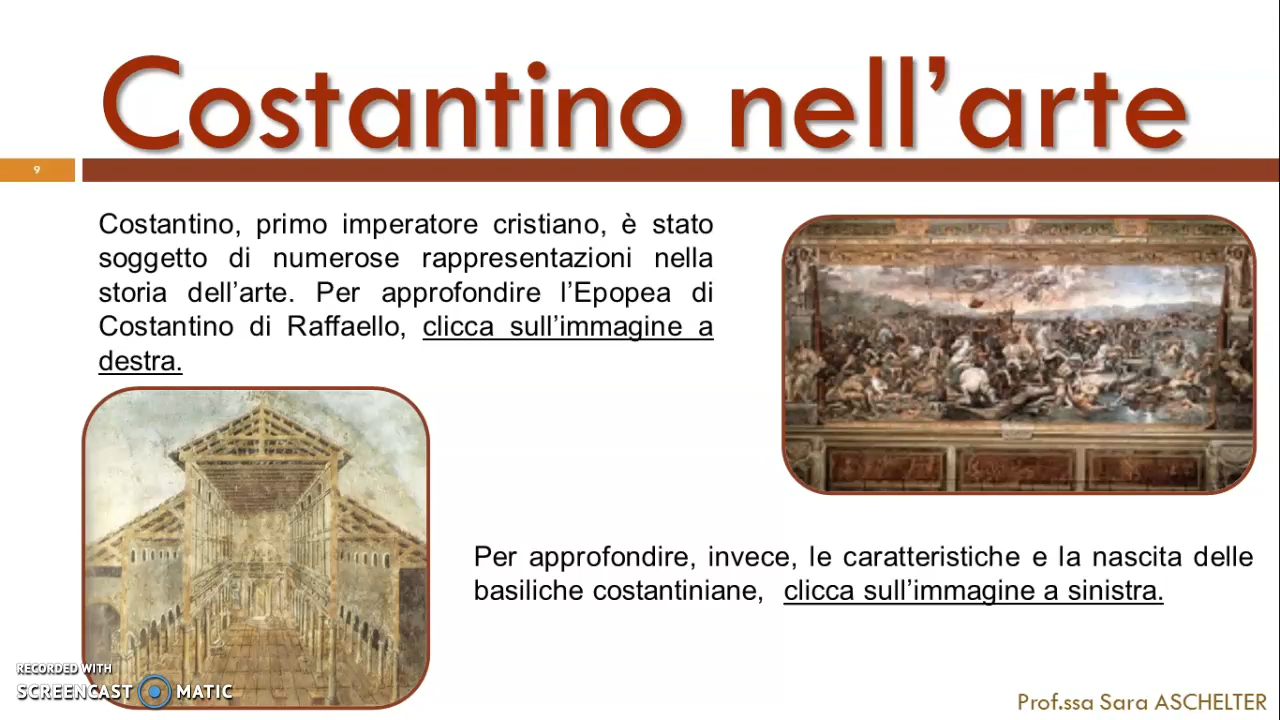 Costantino nell’arte
9
Costantino, primo imperatore cristiano, è stato
soggetto di numerose rappresentazioni nella
storia dell’arte. Per approfondire l’Epopea di
Costantino di Raffaello, clicca sull’immagine a
destra.
Per approfondire, invece, le caratteristiche e la nascita delle
basiliche costantiniane, clicca sull’immagine a sinistra.
RECORDED WITH
SCREENCAST MATIC
Prof.ssa Sara ASCHELTER